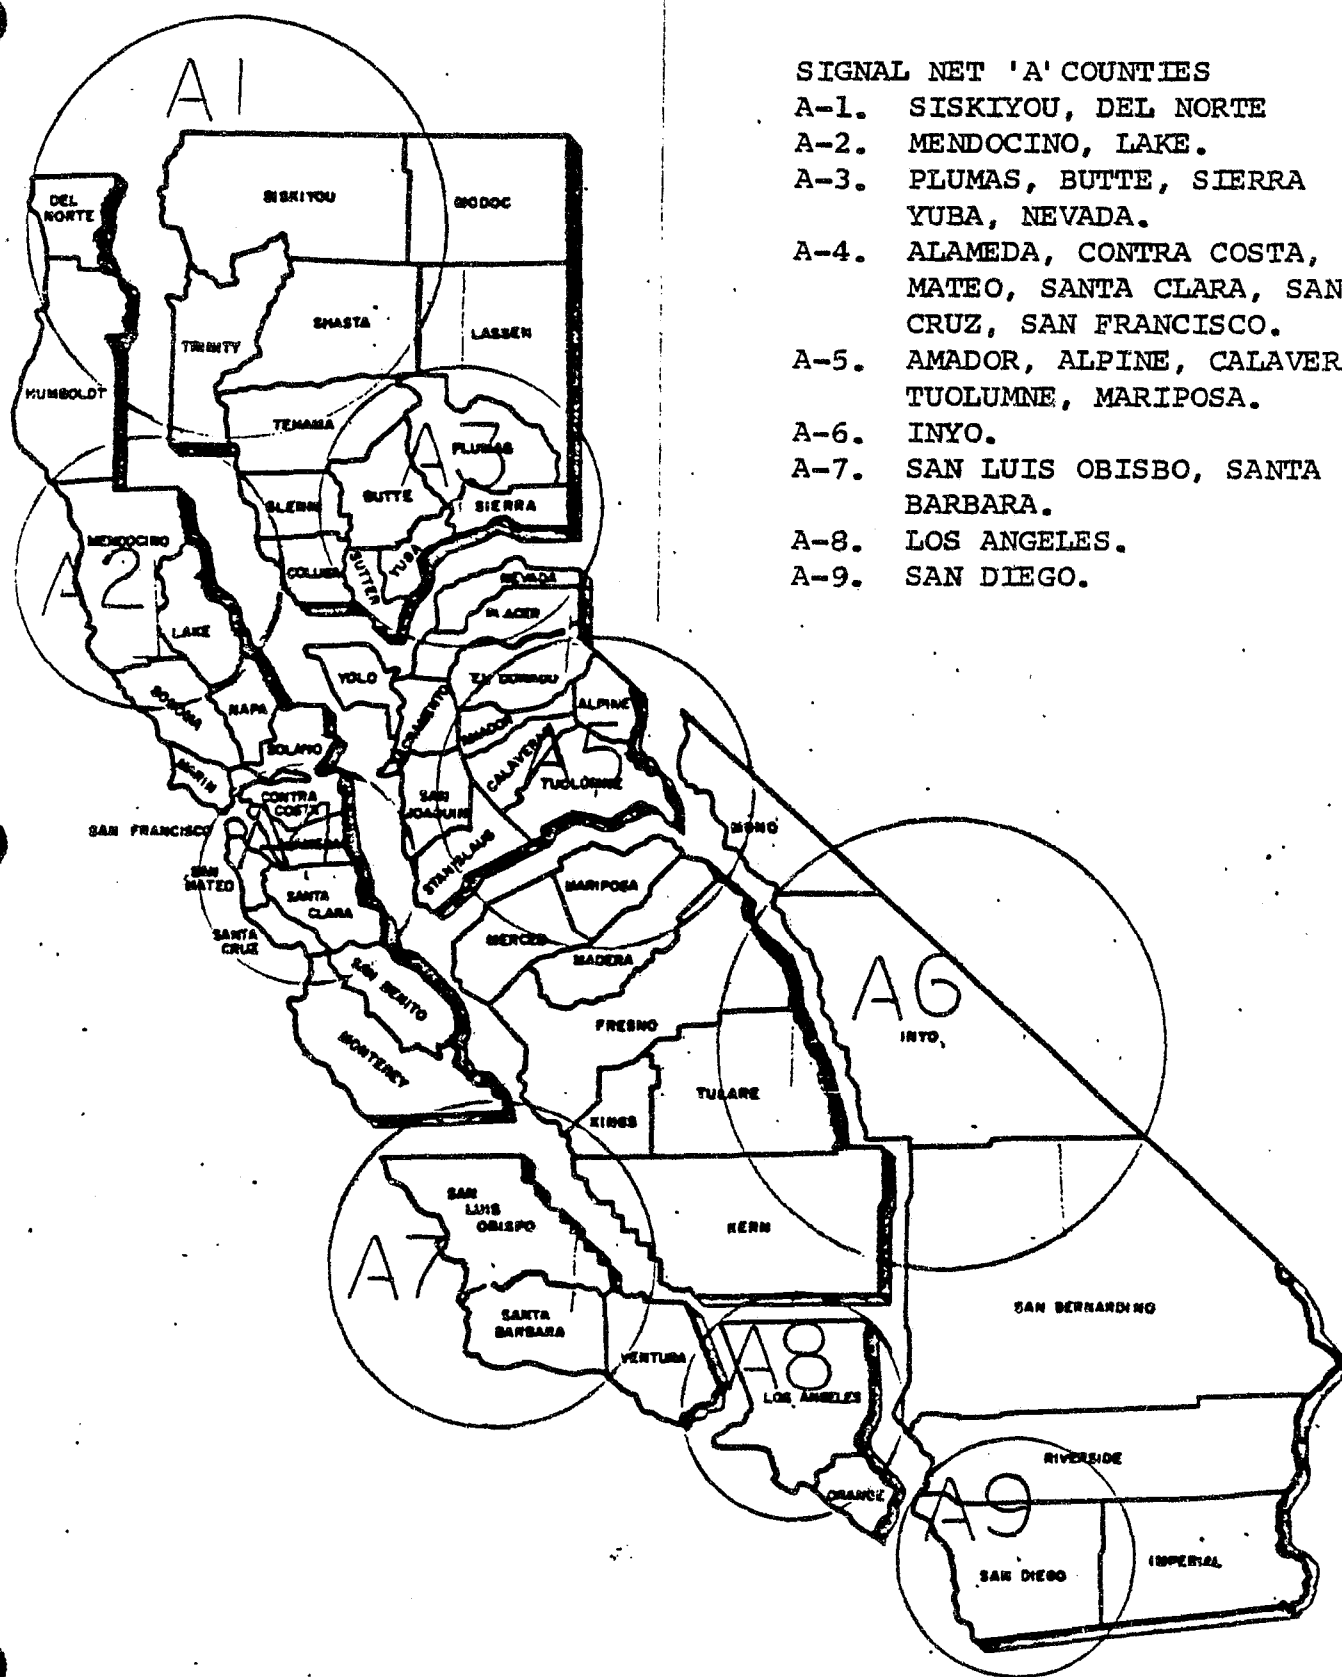 SIGNAL NET 'A' COUNTIES
A-1. SISKIYOU, DEL NORTE
A-2. MENDOCINO, LAKE.
A-3. PLUMAS, BUTTE, SIERRA
YUBA, NEVADA.
A-4. ALAMEDA, CONTRA COSTA,
MATEO, SANTA CLARA, SAN
CRUZ, SAN FRANCISCO.
A-5. AMADOR, ALPINE, CALAVER
TUOLUMNE, MARIPOSA.
A-6. INYO.
A-7. SAN LUIS OBISBO, SANTA
BARBARA.
A-8. LOS ANGELES.
A-9. SAN DIEGO.
A1
DEL
NORTE
SISKIYOU
MODOC
TRINITY
SHASTA
LASSEN
HUMBOLDT
TEHAMA
A3
PLUMAS
GLENN
BUTTE
SIERRA
MENDOCINO
A2
COLUSA
SUTTER
YUBA
NEVADA
PLACER
LAKE
YOLO
EL DORADO
SONOMA
NAPA
SACRAMENTO
ALPINE
SOLANO
AMADOR
MARIN
CALAVERAS
A5
TUOLUMNE
CONTRA
COSTA
SAN
JOAQUIN
SAN FRANCISCO
MONO
STANISLAUS
SAN
MATEO
SANTA
CLARA
MARIPOSA
SANTA
CRUZ
MERCED
MADERA
SAN BENITO
A6
INYO
FRESNO
MONTEREY
TULARE
KINGS
SAN
LUIS
OBISPO
KERN
A7
SANTA
BARBARA
VENTURA
SAN BERNARDINO
A8
LOS ANGELES
RIVERSIDE
ORANGE
A9
SAN DIEGO
IMPERIAL